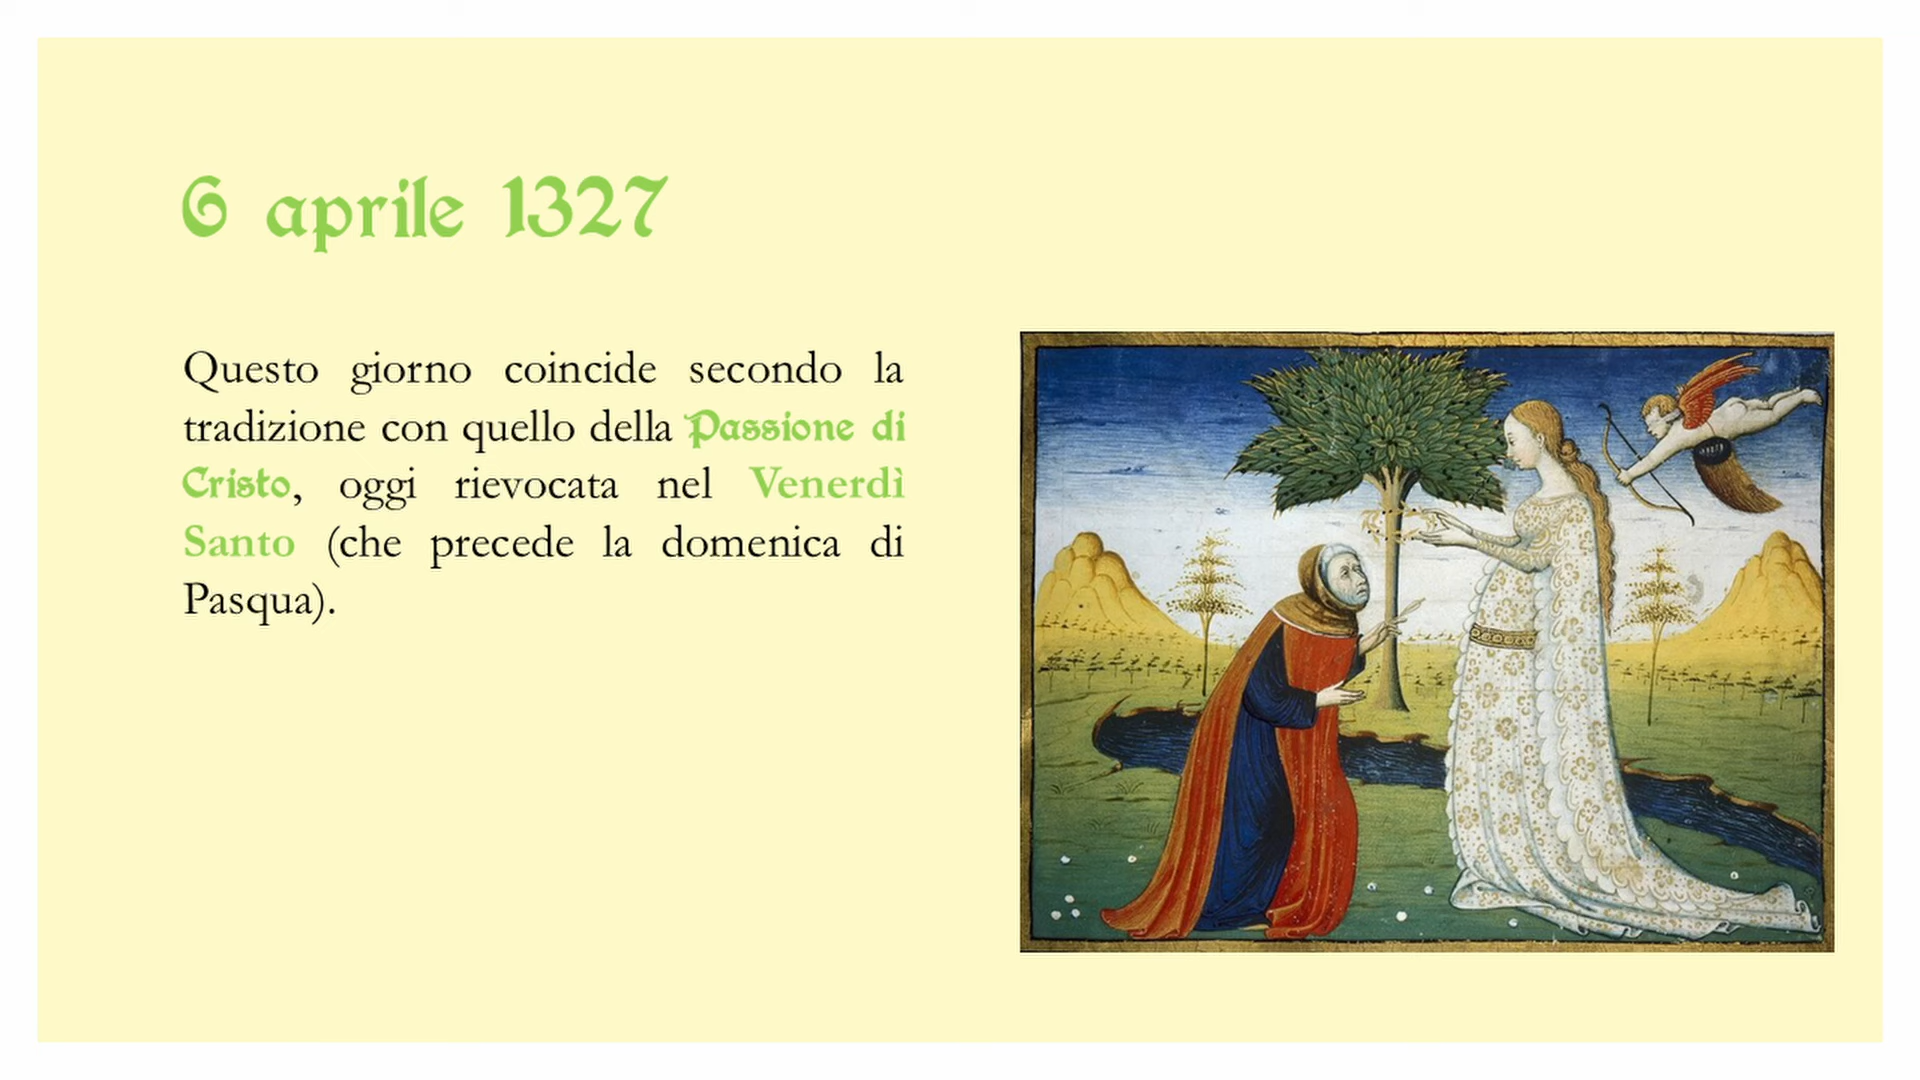 6 aprile 1327
Questo giorno coincide secondo la
tradizione con quello della Passione di
Cristo, oggi rievocata nel Venerdì
Santo (che precede la domenica di
Pasqua).